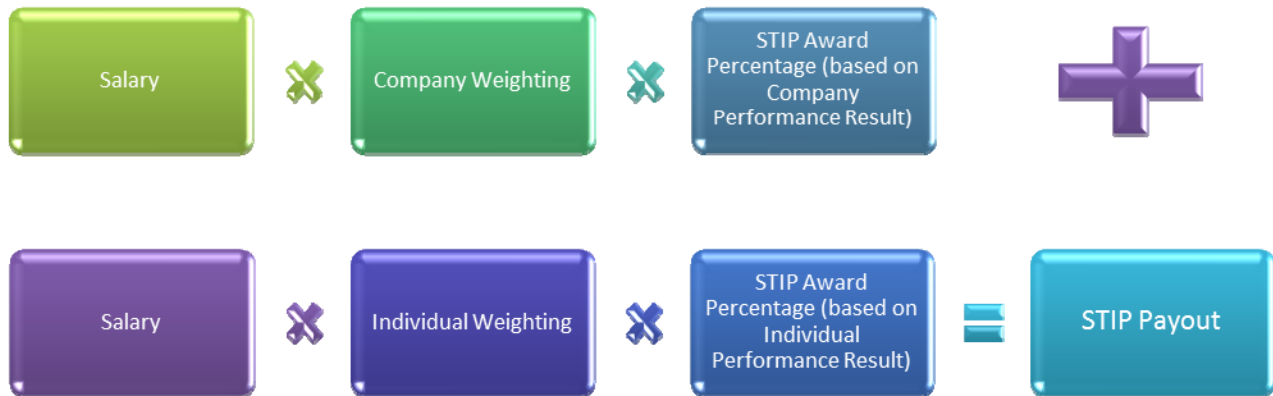 Salary
Company Weighting
STIP Award
Percentage (based on
Company
Performance Result)
Salary
Individual Weighting
STIP Award
Percentage (based on
Individual
Performance Result)
STIP Payout